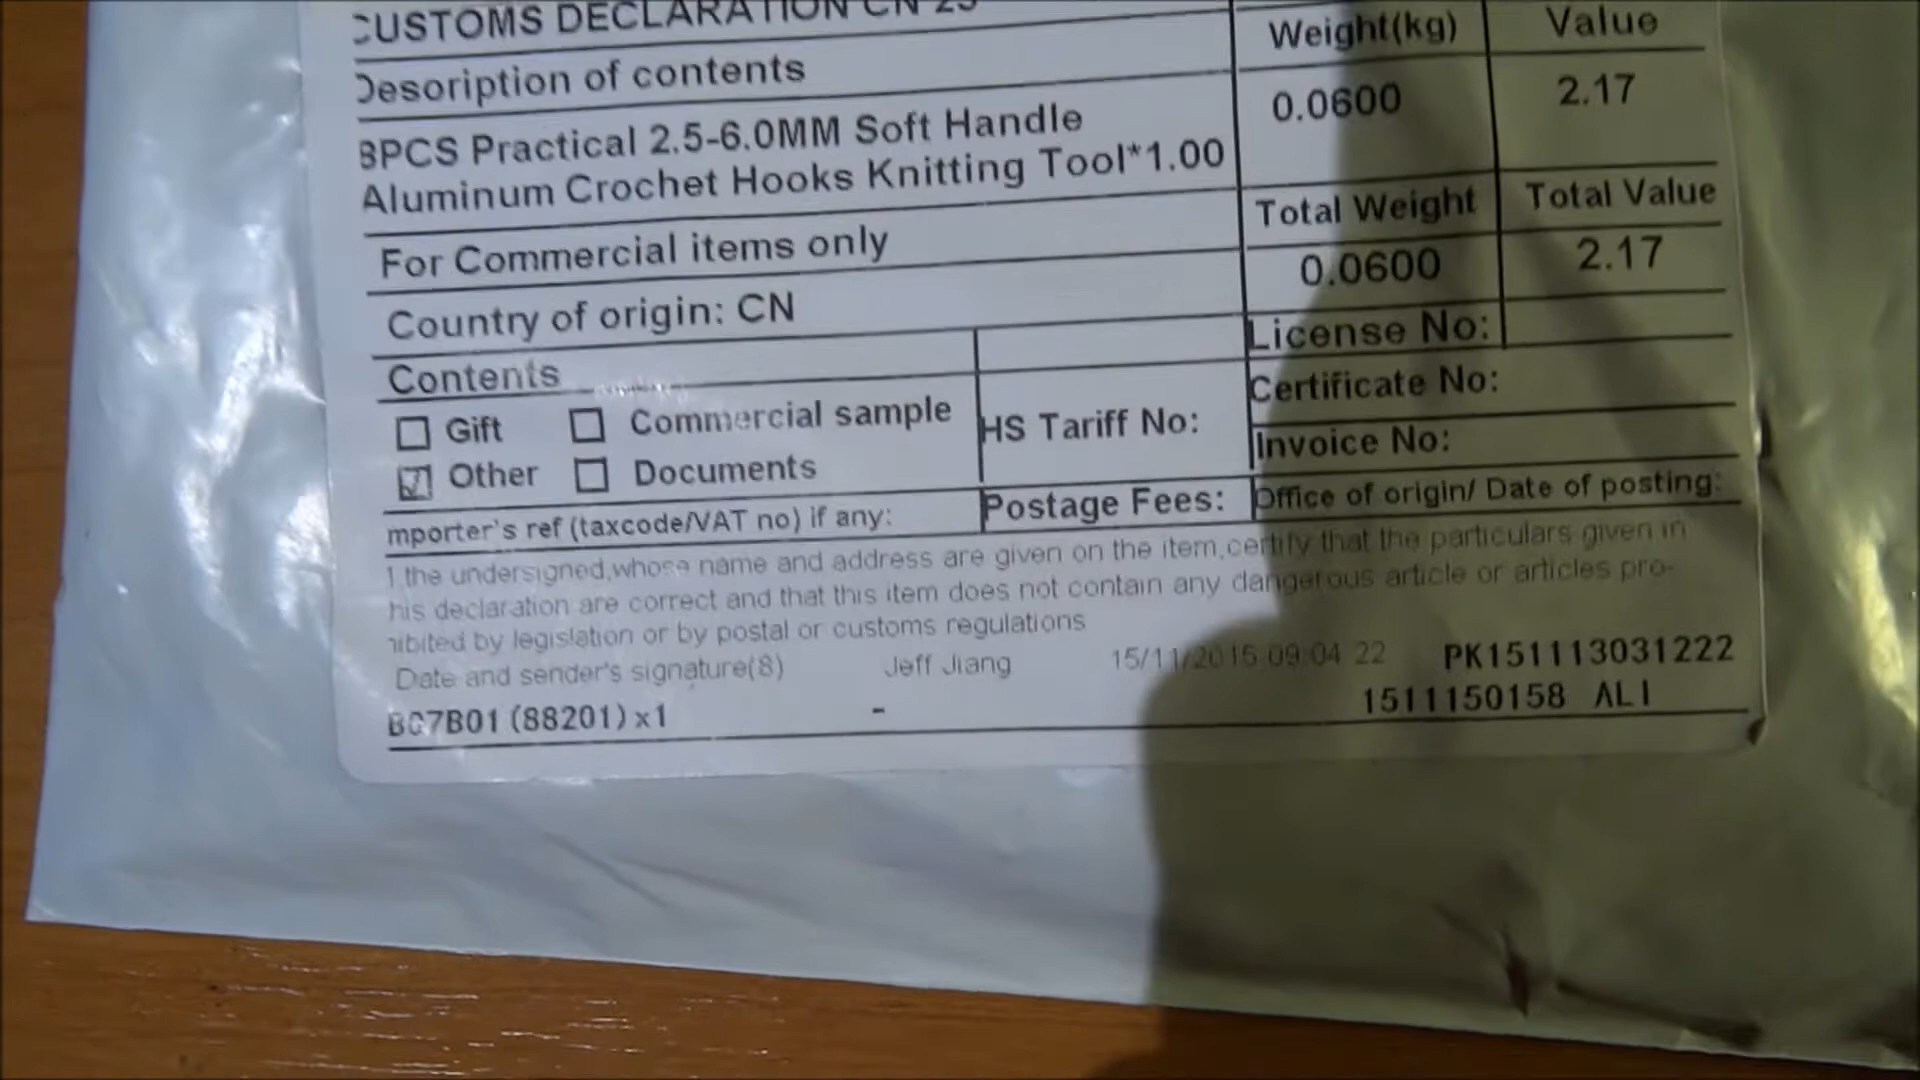 CUSTOMS DECLARATION CN 23
Description of contents
Weight(kg)
Value
8PCS Practical 2.5-6.0MM Soft Handle
Aluminum Crochet Hooks Knitting Tool*1.00
0.0600
2.17
For Commercial items only
Total Weight
Total Value
0.0600
2.17
Country of origin: CN
License No:
Contents
Certificate No:
Gift
Commercial sample
HS Tariff No:
Invoice No:
Other
Documents
mporter's ref (taxcode/VAT no) if any:
Postage Fees:
Office of origin/ Date of posting:
I,the undersigned,whose name and address are given on the item,certify that the particulars given in
his declaration are correct and that this item does not contain any dangerous article or articles pro-
hibited by legislation or by postal or customs regulations
Date and sender's signature(8)
Jeff Jiang
15/11/2015 09:04 22
PK151113031222
1511150158 ALI
BC7B01 (88201) x1
-